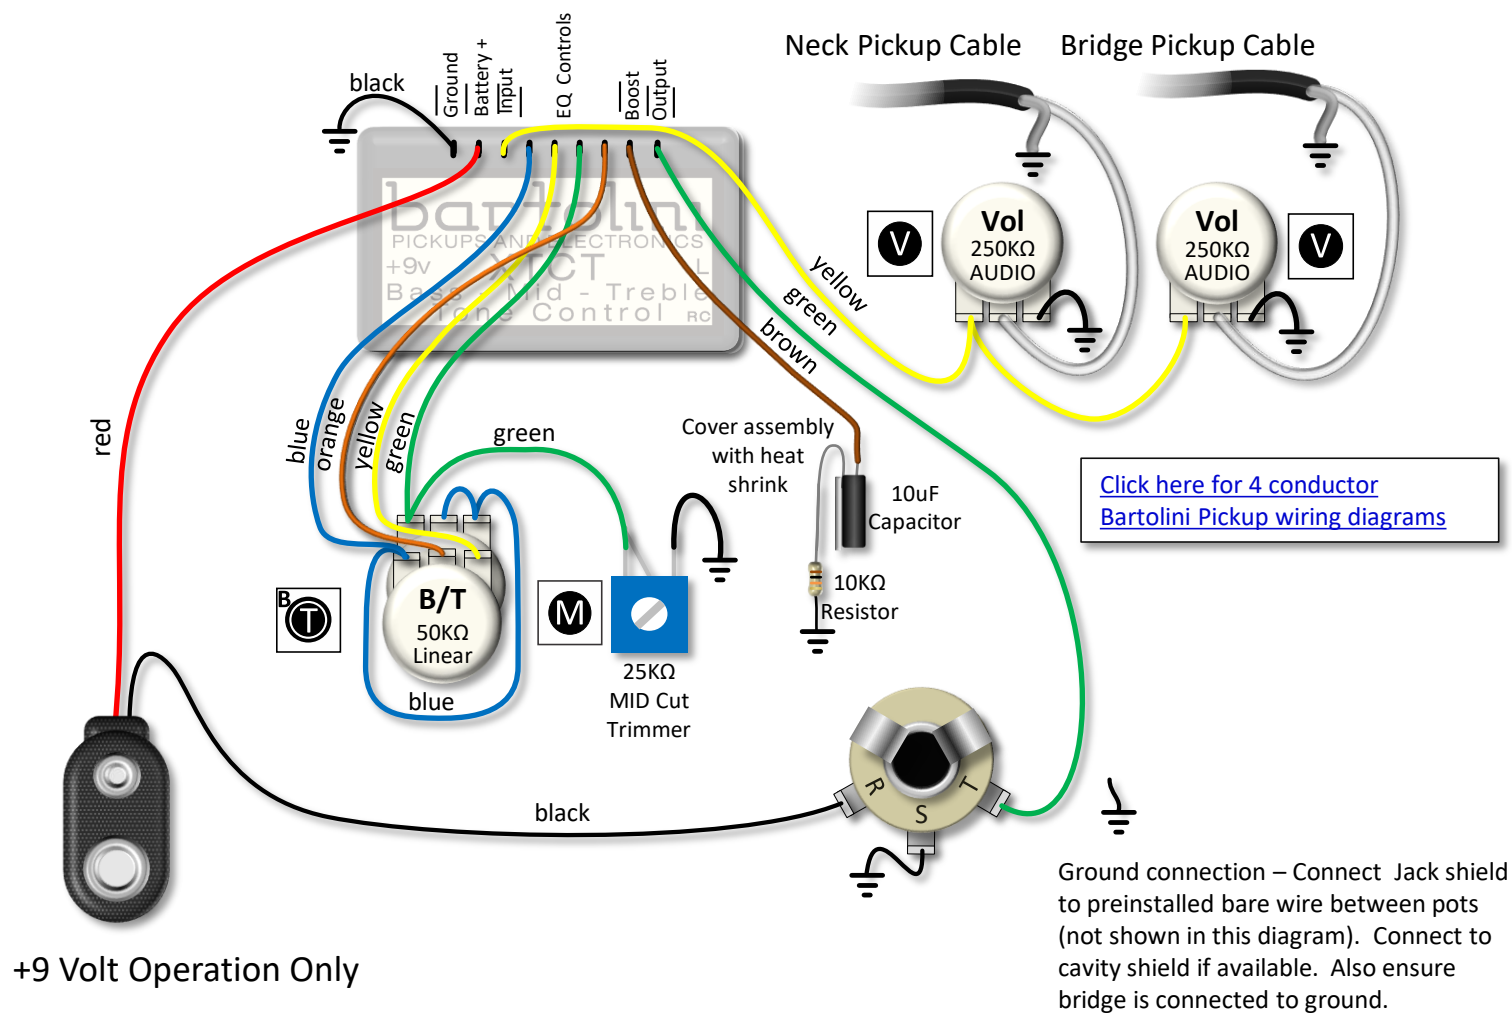 Neck Pickup Cable
Bridge Pickup Cable
black
Ground
Battery +
Input
EQ Controls
Boost
Output
bartolini
PICKUPS AND ELECTRONICS
+9v XTCT L
Bass - Mid - Treble
Tone Control RC
Vol
250KΩ
AUDIO
V
Vol
250KΩ
AUDIO
V
yellow
green
brown
red
blue
orange
yellow
green
green
Cover assembly
with heat
shrink
10uF
Capacitor
10KΩ
Resistor
Click here for 4 conductor
Bartolini Pickup wiring diagrams
B
T
B/T
50KΩ
Linear
blue
M
25KΩ
MID Cut
Trimmer
black
R
S
T
+9 Volt Operation Only
Ground connection – Connect Jack shield
to preinstalled bare wire between pots
(not shown in this diagram). Connect to
cavity shield if available. Also ensure
bridge is connected to ground.